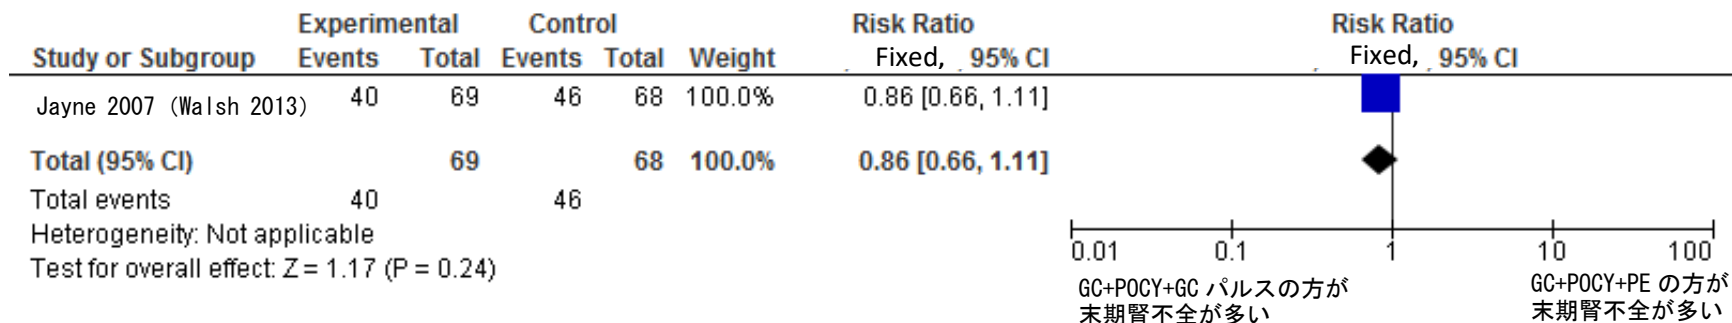 Experimental Control Risk Ratio Risk Ratio
Study or Subgroup Events Total Events Total Weight Fixed, 95% CI Fixed, 95% CI
Jayne 2007 (Walsh 2013) 40 69 46 68 100.0% 0.86 [0.66, 1.11]
Total (95% CI) 69 68 100.0% 0.86 [0.66, 1.11]
Total events 40 46
Heterogeneity: Not applicable
Test for overall effect: Z = 1.17 (P = 0.24)
0.01 0.1 1 10 100
GC+POCY+GC パルスの方が
末期腎不全が多い
GC+POCY+PE の方が
末期腎不全が多い